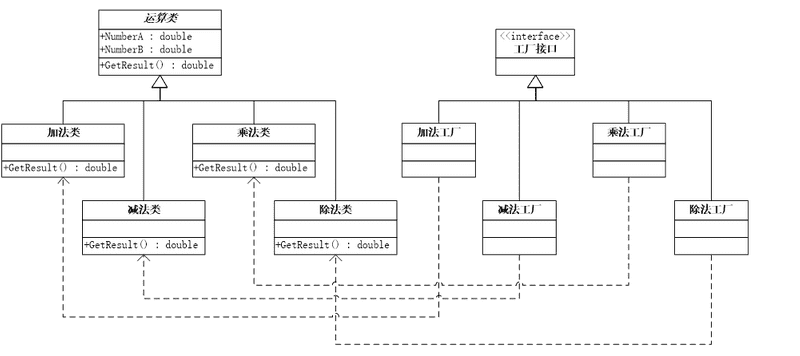 运算类
+NumberA : double
+NumberB : double
+GetResult() : double
<<interface>>
工厂接口
加法类
+GetResult() : double
乘法类
+GetResult() : double
加法工厂
乘法工厂
减法类
+GetResult() : double
除法类
+GetResult() : double
减法工厂
除法工厂